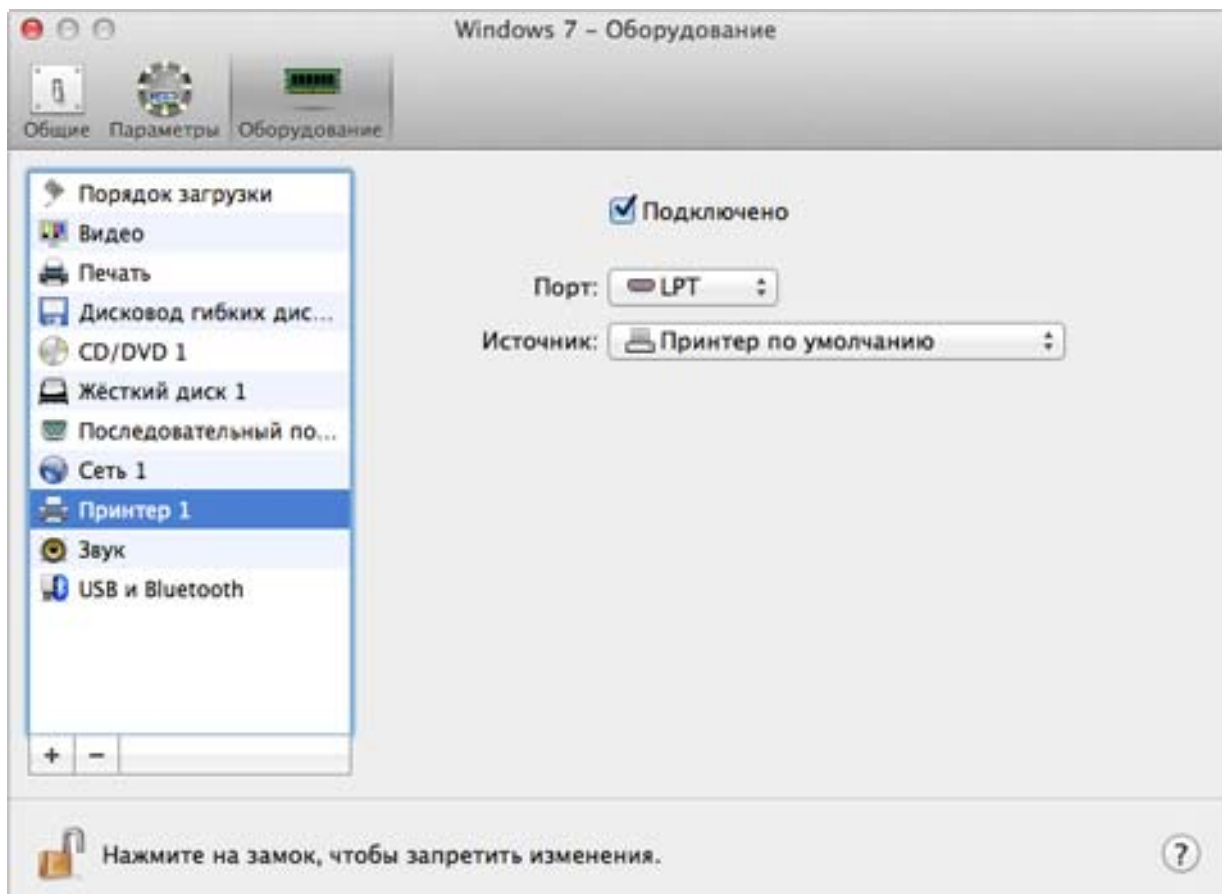 Windows 7 – Оборудование
Общие Параметры Оборудование
Порядок загрузки
Видео
Печать
Дисковод гибких дис...
CD/DVD 1
Жёсткий диск 1
Последовательный по...
Сеть 1
Принтер 1
Звук
USB и Bluetooth
+ −
Подключено
Порт: LPT
Источник: Принтер по умолчанию
Нажмите на замок, чтобы запретить изменения.
?